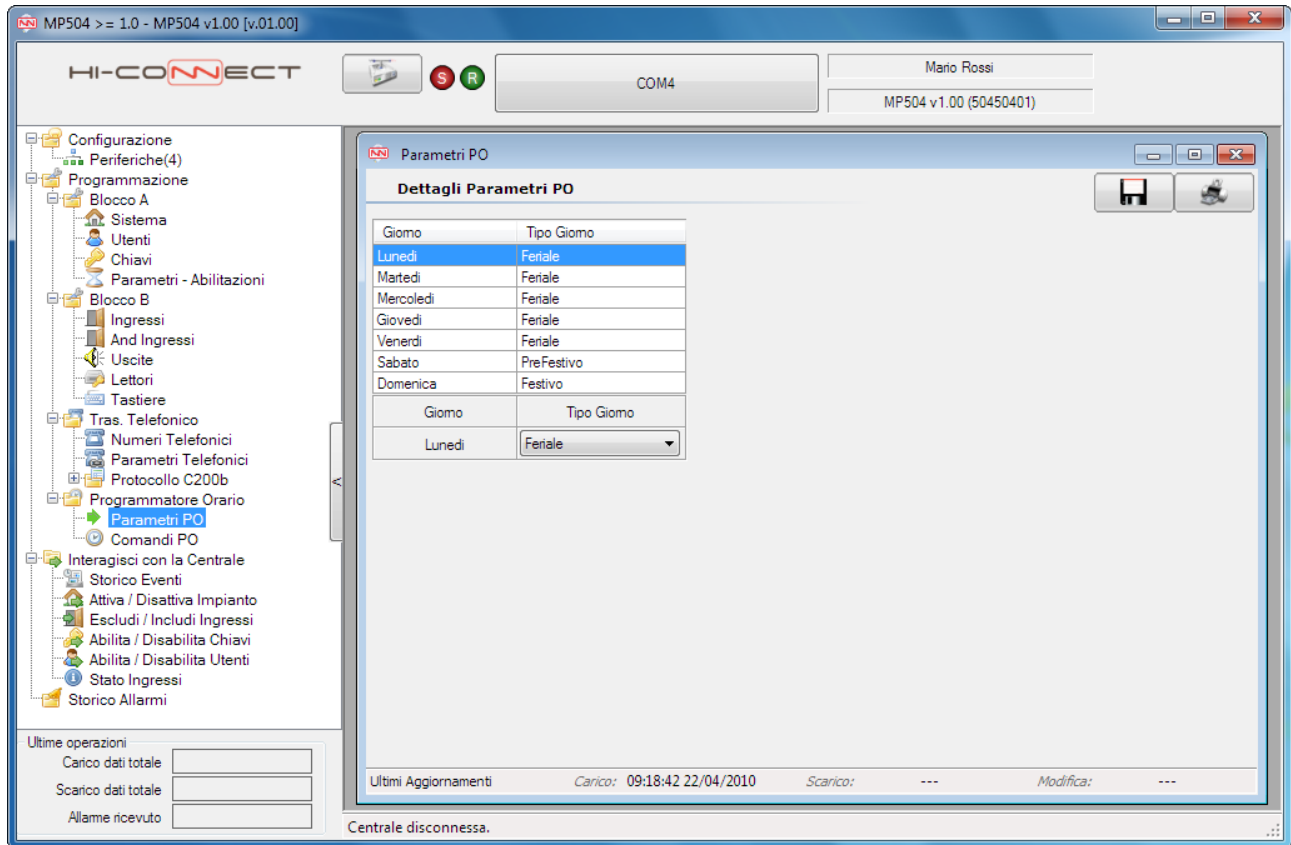 MP504 >= 1.0 - MP504 v1.00 [v.01.00]
HI-CONNECT
S R
COM4
Mario Rossi
MP504 v1.00 (50450401)
Configurazione
Periferiche(4)
Programmazione
Blocco A
Sistema
Utenti
Chiavi
Parametri - Abilitazioni
Blocco B
Ingressi
And Ingressi
Uscite
Lettori
Tastiere
Tras. Telefonico
Numeri Telefonici
Parametri Telefonici
Protocollo C200b
Programmatore Orario
Parametri PO
Comandi PO
Interagisci con la Centrale
Storico Eventi
Attiva / Disattiva Impianto
Escludi / Includi Ingressi
Abilita / Disabilita Chiavi
Abilita / Disabilita Utenti
Stato Ingressi
Storico Allarmi
Ultime operazioni
Carico dati totale
Scarico dati totale
Allarme ricevuto
<
Parametri PO
Dettagli Parametri PO
Giorno Tipo Giorno
Lunedi Feriale
Martedi Feriale
Mercoledi Feriale
Giovedi Feriale
Venerdi Feriale
Sabato PreFestivo
Domenica Festivo
Giorno Tipo Giorno
Lunedi Feriale
Ultimi Aggiornamenti Carico: 09:18:42 22/04/2010 Scarico: --- Modifica: ---
Centrale disconnessa.